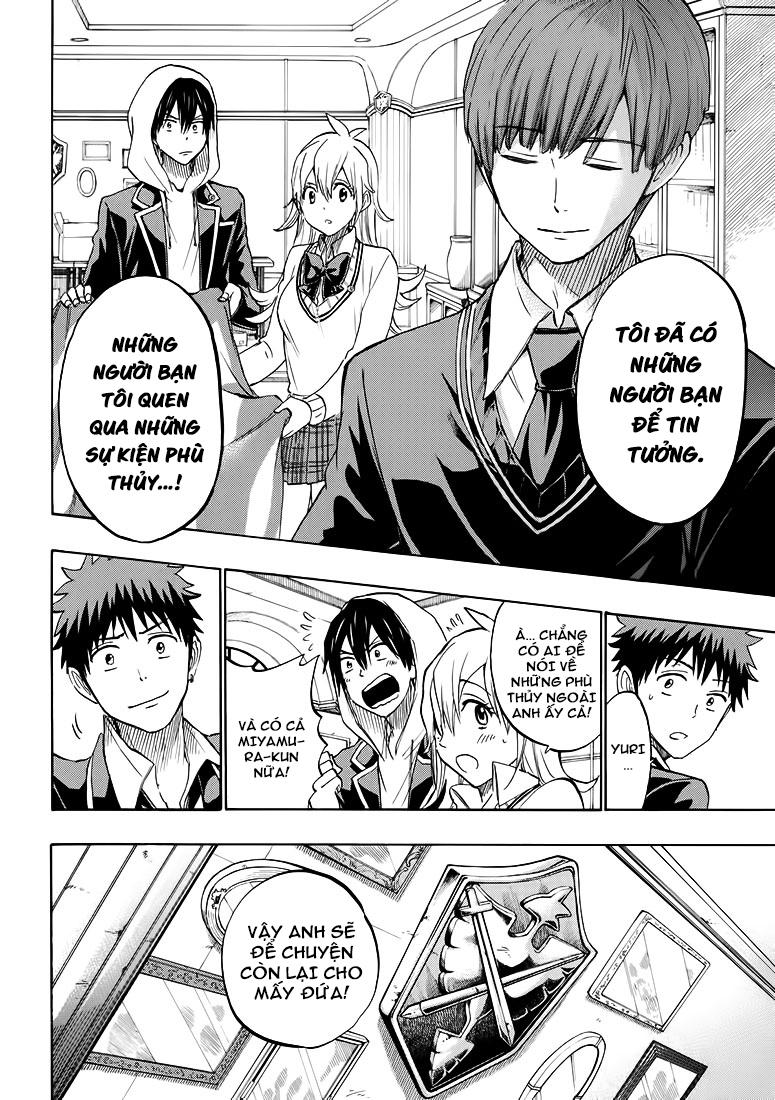 TÔI ĐÃ CÓ
NHỮNG
NGƯỜI BẠN
ĐỂ TIN
TƯỞNG.
NHỮNG
NGƯỜI BẠN
TÔI QUEN
QUA NHỮNG
SỰ KIỆN PHÙ
THỦY...!
YURI
...
À... CHẲNG
CÓ AI ĐỂ
NÓI VỀ
NHỮNG PHÙ
THỦY NGOÀI
ANH ẤY CẢ!
VÀ CÓ CẢ
MIYAMU-
RA-KUN
NỮA!
VẬY ANH SẼ
ĐỂ CHUYỆN
CÒN LẠI CHO
MẤY ĐỨA!